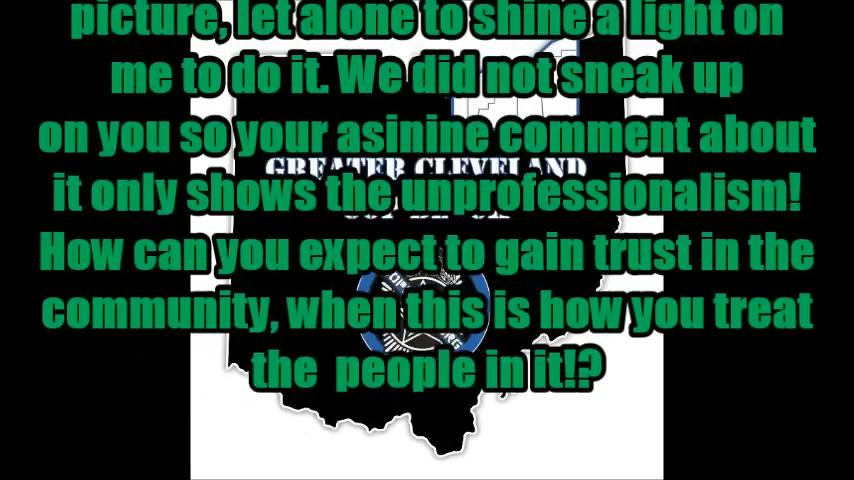 picture, let alone to shine a light on
me to do it. We did not sneak up
on you so your asinine comment about
GREATER CLEVELAND
it only shows the unprofessionalism!
How can you expect to gain trust in the
community, when this is how you treat
the people in it!?